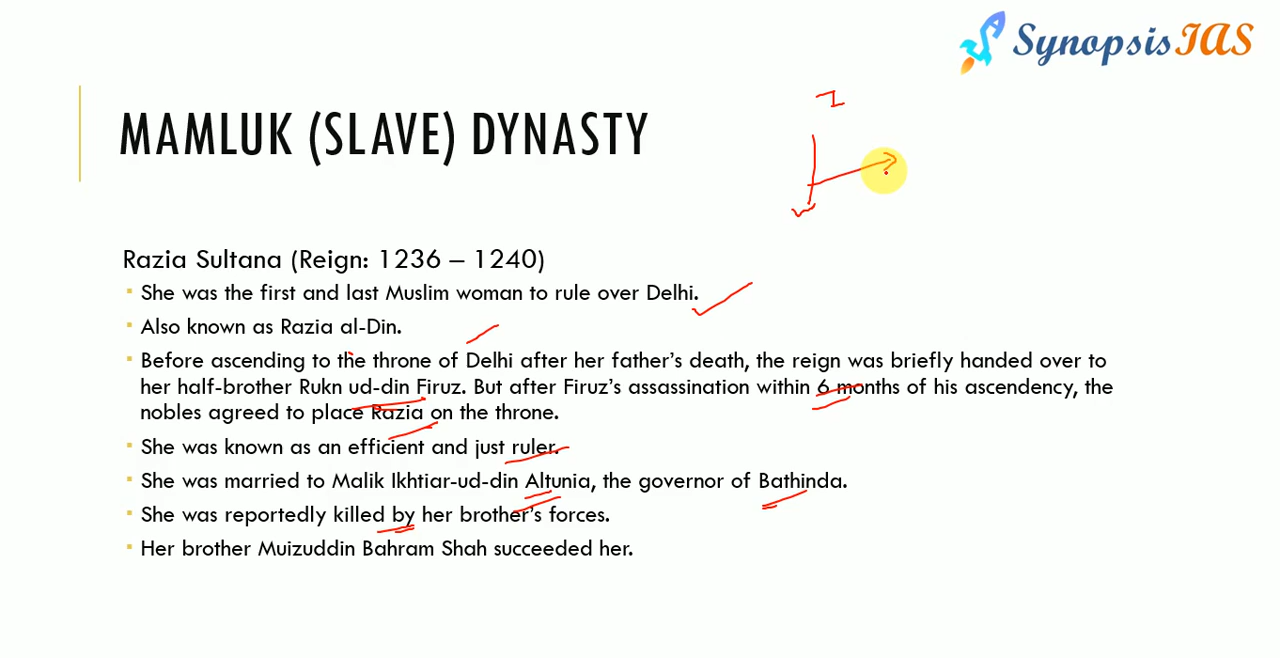 SynopsisIAS
MAMLUK (SLAVE) DYNASTY
I
Razia Sultana (Reign: 1236 – 1240)
▪ She was the first and last Muslim woman to rule over Delhi.
▪ Also known as Razia al-Din.
▪ Before ascending to the throne of Delhi after her father’s death, the reign was briefly handed over to
her half-brother Rukn ud-din Firuz. But after Firuz’s assassination within 6 months of his ascendency, the
nobles agreed to place Razia on the throne.
▪ She was known as an efficient and just ruler.
▪ She was married to Malik Ikhtiar-ud-din Altunia, the governor of Bathinda.
▪ She was reportedly killed by her brother’s forces.
▪ Her brother Muizuddin Bahram Shah succeeded her.